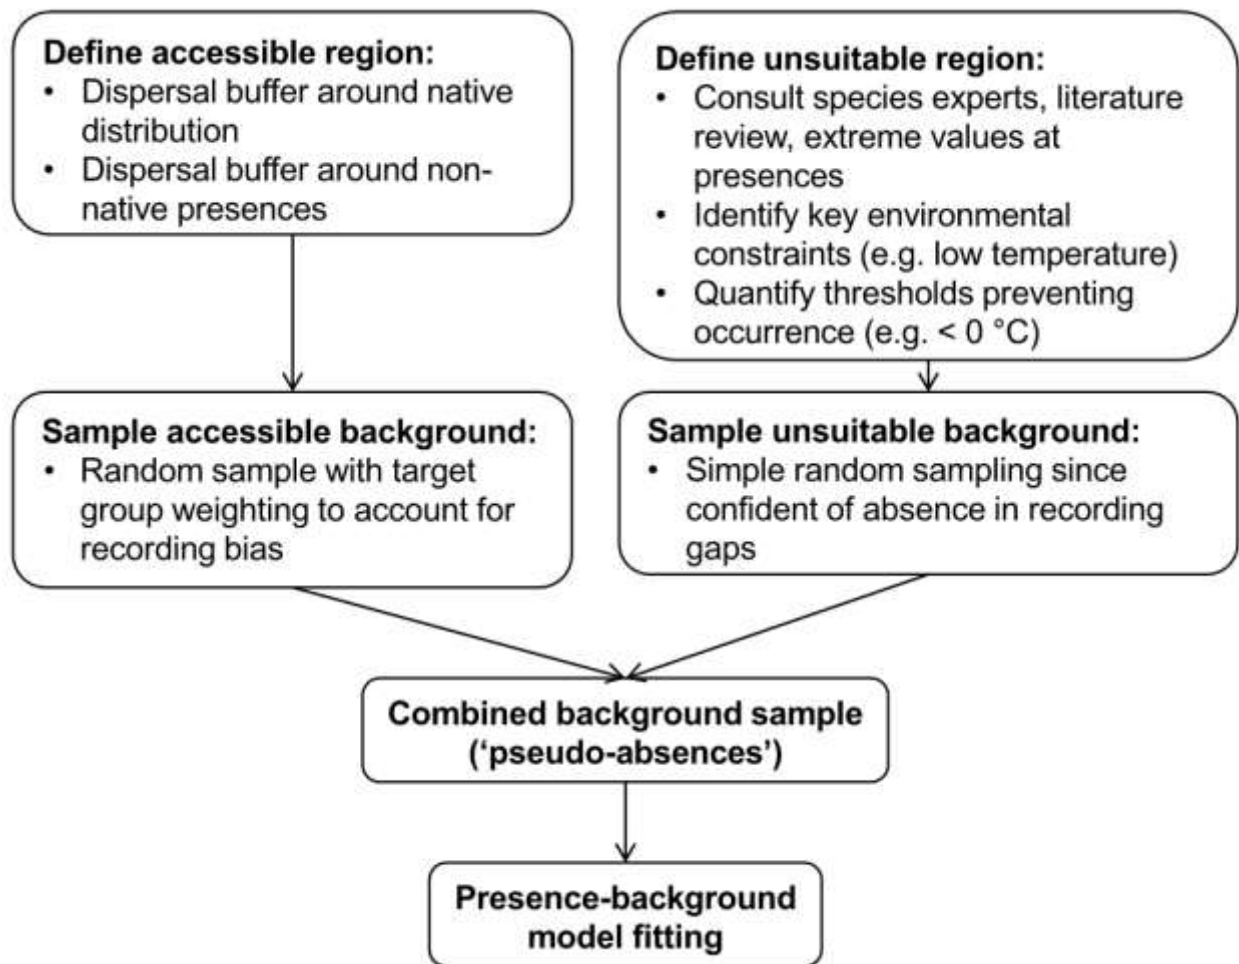 Define accessible region:
• Dispersal buffer around native
distribution
• Dispersal buffer around non-
native presences
Define unsuitable region:
• Consult species experts, literature
review, extreme values at
presences
• Identify key environmental
constraints (e.g. low temperature)
• Quantify thresholds preventing
occurrence (e.g. < 0 °C)
Sample accessible background:
• Random sample with target
group weighting to account for
recording bias
Sample unsuitable background:
• Simple random sampling since
confident of absence in recording
gaps
Combined background sample
(‘pseudo-absences’)
Presence-background
model fitting